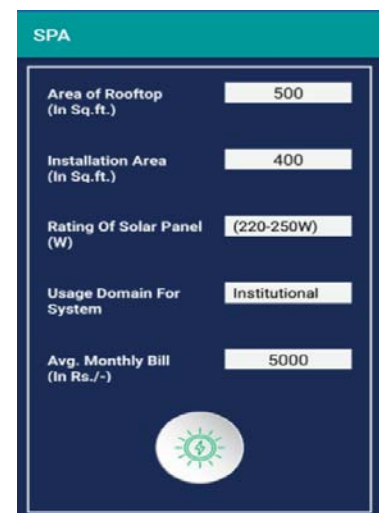 SPA
Area of Rooftop 500
(In Sq.ft.)
Installation Area 400
(In Sq.ft.)
Rating Of Solar Panel (220-250W)
(W)
Usage Domain For Institutional
System
Avg. Monthly Bill 5000
(In Rs./-)